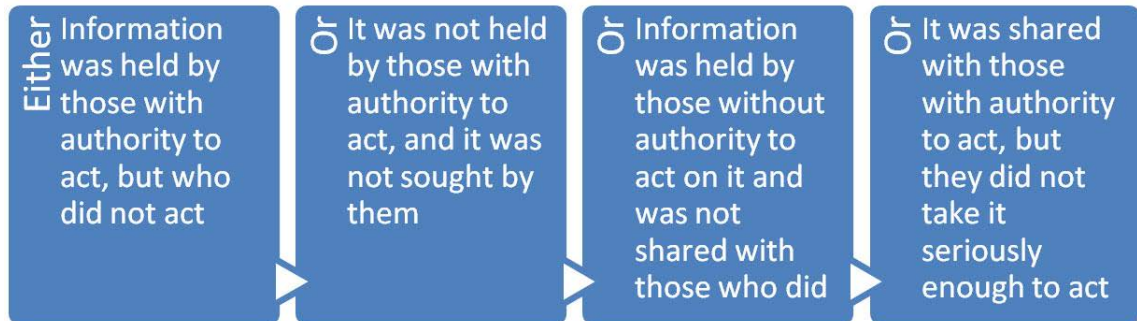 Either
Information
was held by
those with
authority to
act, but who
did not act
Or
It was not held
by those with
authority to
act, and it was
not sought by
them
Or
Information
was held by
those without
authority to
act on it and
was not
shared with
those who did
Or
It was shared
with those
with authority
to act, but
they did not
take it
seriously
enough to act